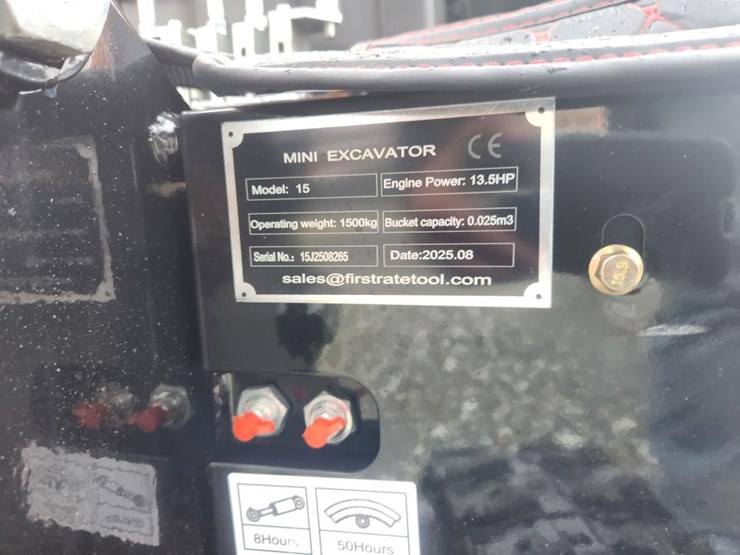 MINI EXCAVATOR CE
Model: 15 Engine Power: 13.5HP
Operating weight: 1500kg Bucket capacity: 0.025m3
Serial No.: 15J2508265 Date:2025.08
sales@firstratetool.com
8Hours 50Hours